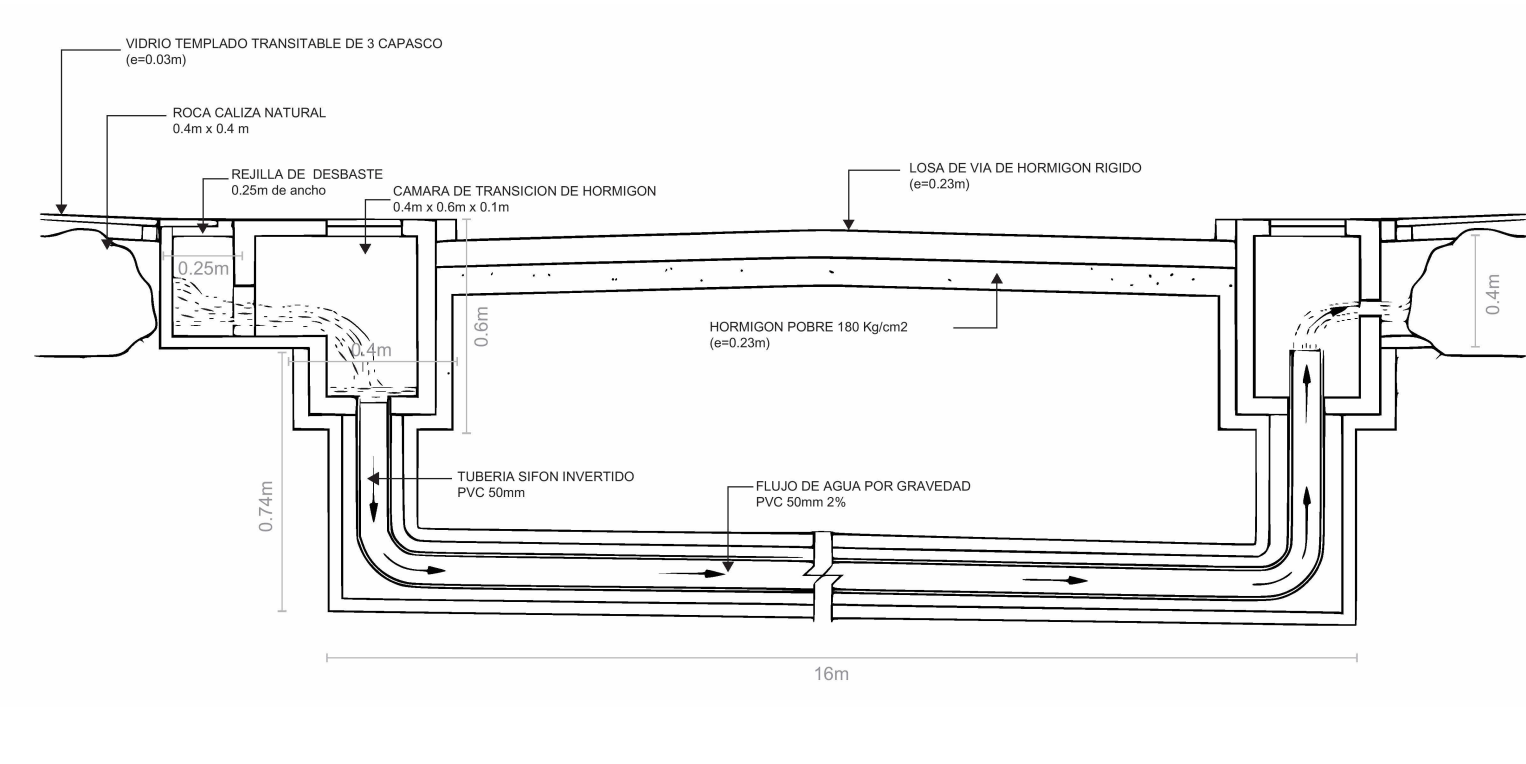 VIDRIO TEMPLADO TRANSITABLE DE 3 CAPASCO
(e=0.03m)
ROCA CALIZA NATURAL
0.4m x 0.4 m
REJILLA DE DESBASTE
0.25m de ancho
CAMARA DE TRANSICION DE HORMIGON
0.4m x 0.6m x 0.1m
LOSA DE VIA DE HORMIGON RIGIDO
(e=0.23m)
0.25m
0.4m
0.6m
0.4m
HORMIGON POBRE 180 Kg/cm2
(e=0.23m)
TUBERIA SIFON INVERTIDO
PVC 50mm
FLUJO DE AGUA POR GRAVEDAD
PVC 50mm 2%
0.74m
16m